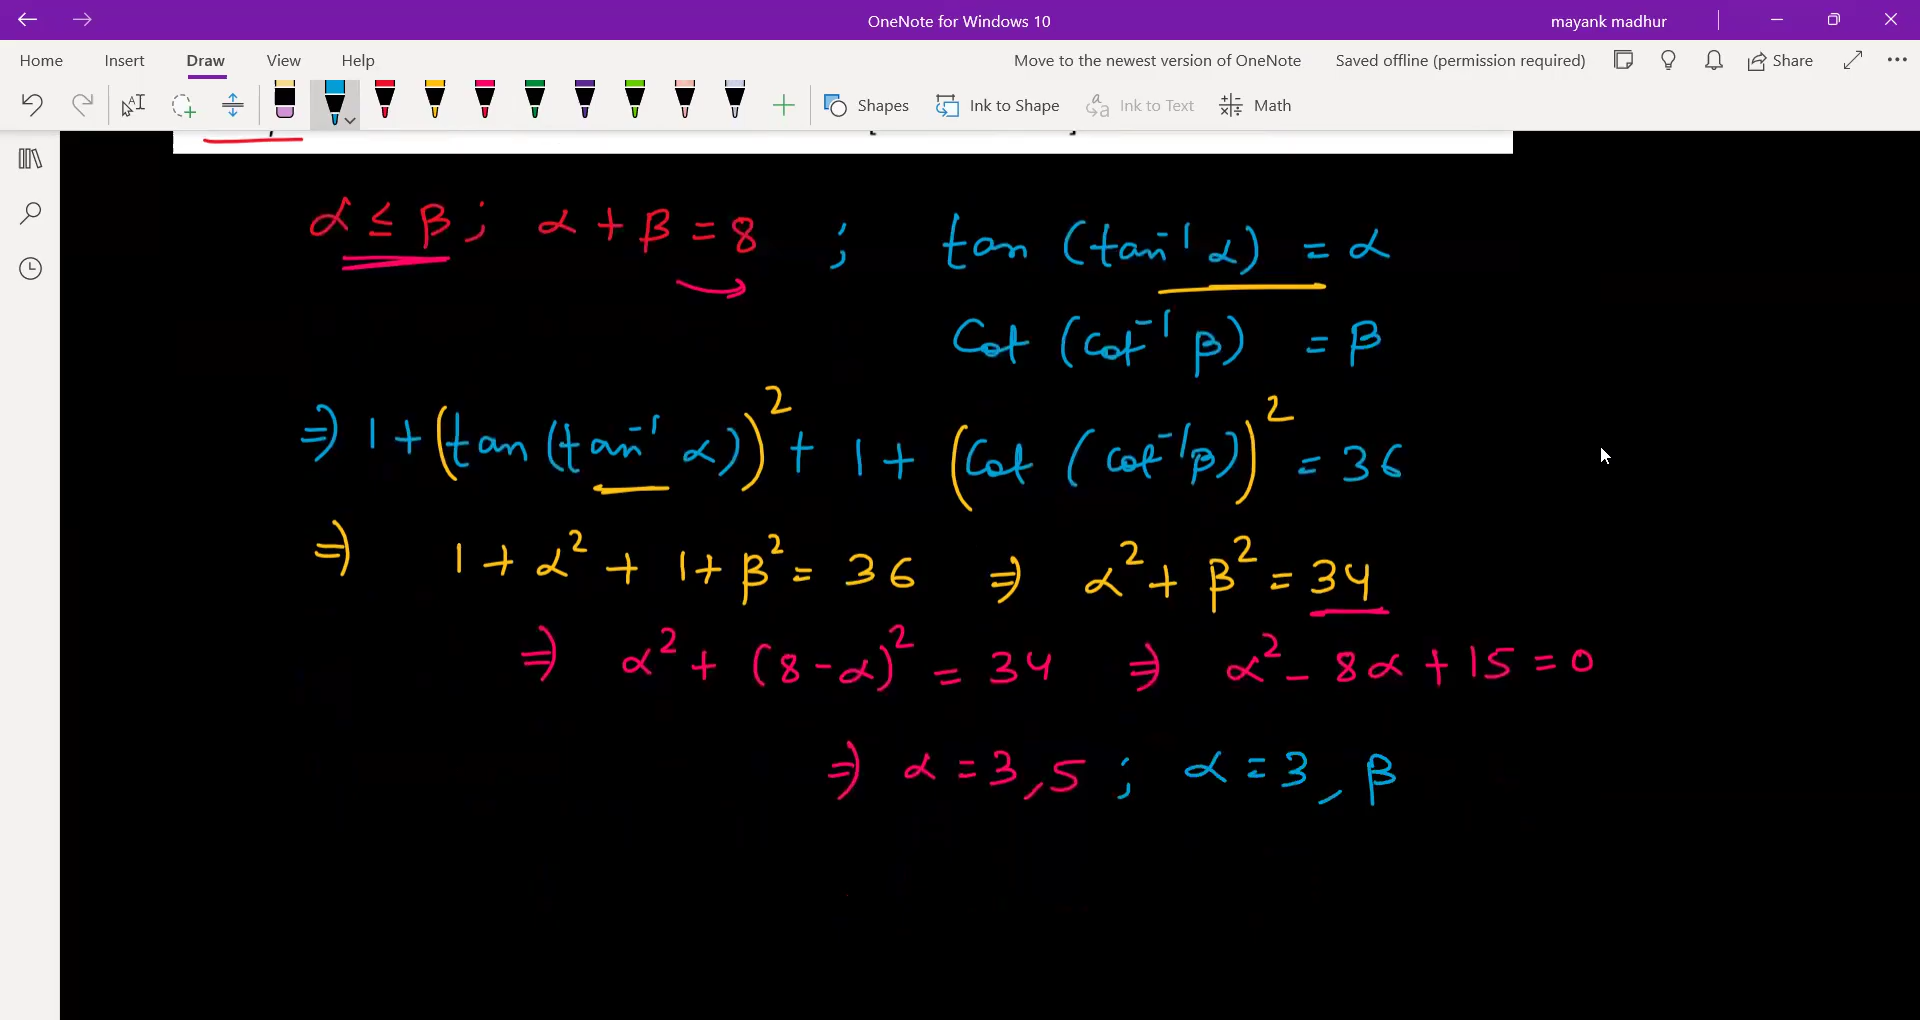 OneNote for Windows 10
mayank madhur
Home Insert Draw View Help
Move to the newest version of OneNote Saved offline (permission required) Share
Shapes Ink to Shape Ink to Text Math
α ≤ β ; α + β = 8 ; tan (tan⁻¹ α) = α
Cot (cot⁻¹ β) = β
⇒ 1 + (tan (tan⁻¹ α))² + 1 + (Cot (cot⁻¹ β))² = 36
⇒ 1 + α² + 1 + β² = 36 ⇒ α² + β² = 34
⇒ α² + (8 - α)² = 34 ⇒ α² - 8α + 15 = 0
⇒ α = 3, 5 ; α = 3, β